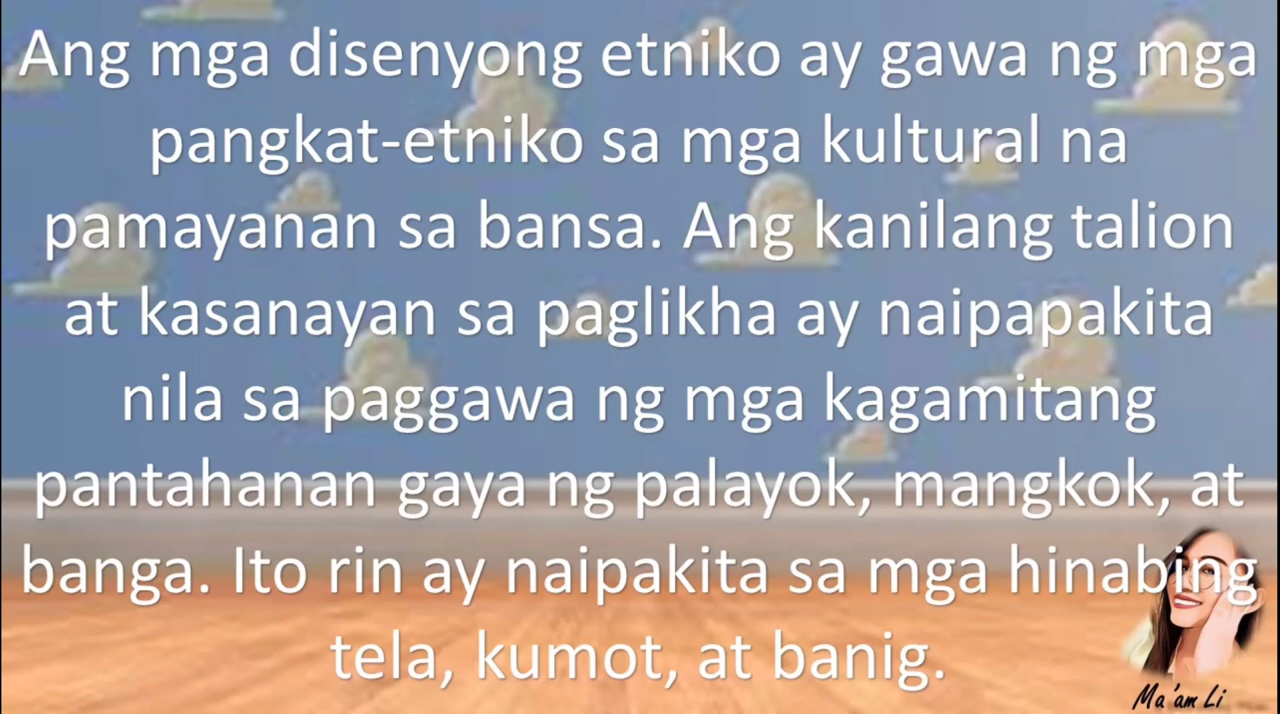 Ang mga disenyong etniko ay gawa ng mga
pangkat-etniko sa mga kultural na
pamayanan sa bansa. Ang kanilang talion
at kasanayan sa paglikha ay naipapakita
nila sa paggawa ng mga kagamitang
pantahanan gaya ng palayok, mangkok, at
banga. Ito rin ay naipakita sa mga hinabing
tela, kumot, at banig.
Ma'am Li